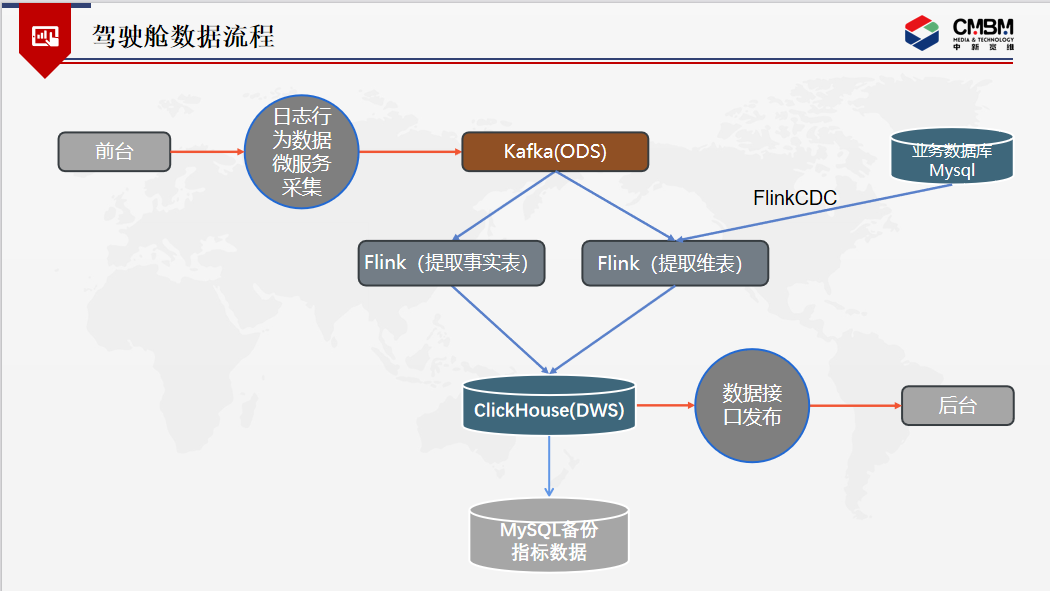 驾驶舱数据流程
CMBM
MEDIA & TECHNOLOGY
中新宽维
前台
日志行
为数据
微服务
采集
Kafka(ODS)
业务数据库
Mysql
FlinkCDC
Flink（提取事实表）
Flink（提取维表）
ClickHouse(DWS)
数据接
口发布
后台
MySQL备份
指标数据